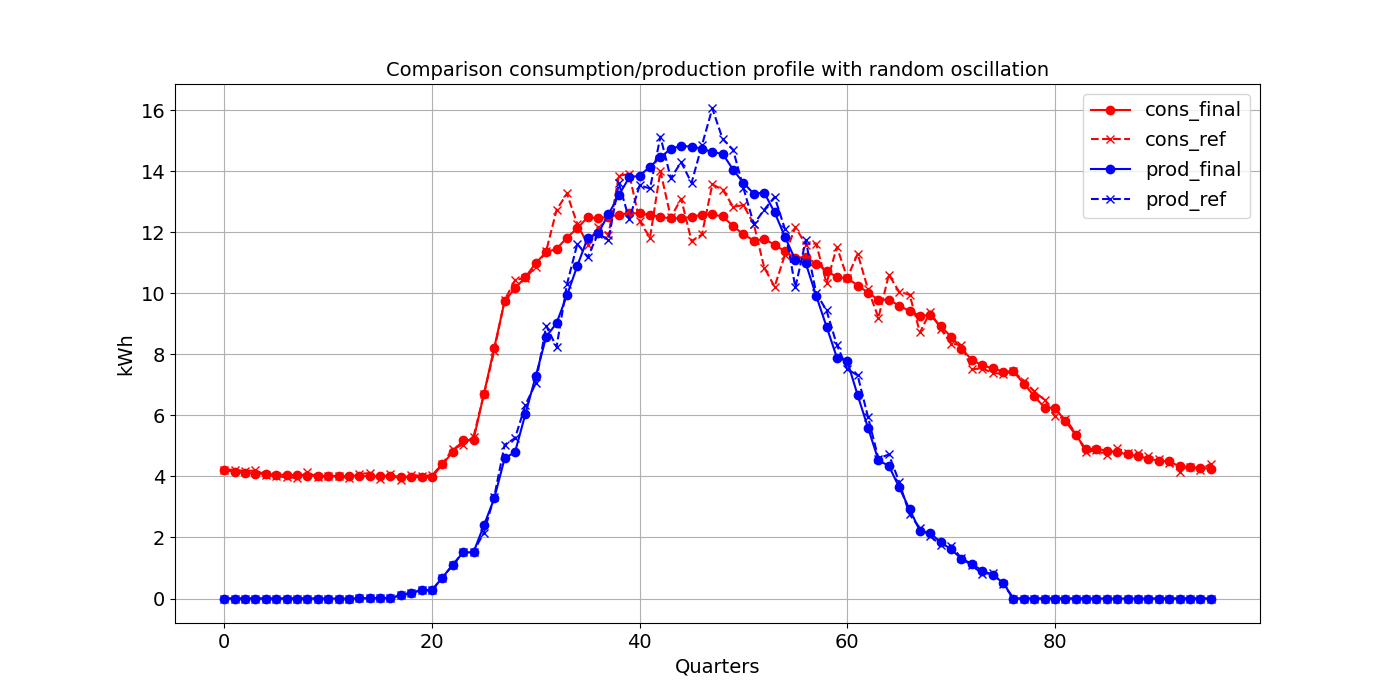 Comparison consumption/production profile with random oscillation
16
14
12
10
8
6
4
2
0
kWh
0 20 40 60 80
Quarters
cons_final
cons_ref
prod_final
prod_ref